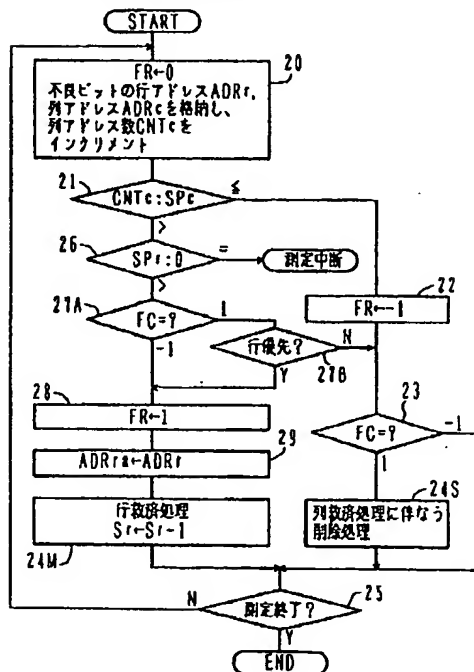 START
20
FR←0
不良ビットの行アドレスADRr,
列アドレスADRcを格納し、
列アドレス数CNTcを
インクリメント
21
CNTc:SPc
≦
>
26
SPr:0
=
測定中断
>
22
FR←-1
27A
FC=?
1
-1
行優先?
N
Y
27B
28
FR←1
23
FC=?
-1
1
29
ADRra←ADRr
24S
列救済処理に伴なう
削除処理
行救済処理
Sr←Sr-1
24M
N
測定終了?
25
Y
END